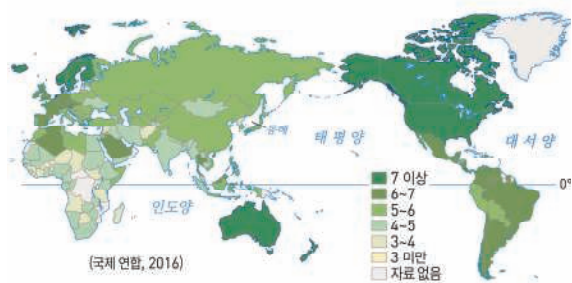 동해
태평양
대서양
인도양
0°
7 이상
6~7
5~6
4~5
3~4
3 미만
자료 없음
(국제 연합, 2016)